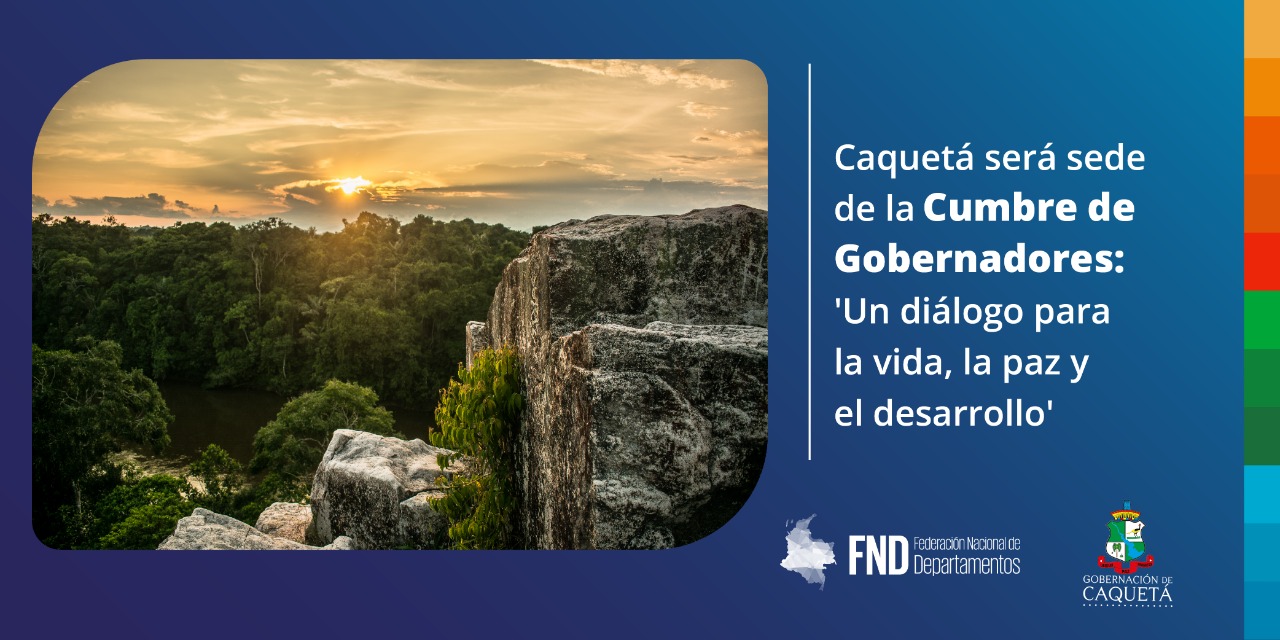 Caquetá será sede
de la Cumbre de
Gobernadores:
'Un diálogo para
la vida, la paz y
el desarrollo'
FND Federación Nacional de
Departamentos
GOBERNACIÓN DE
CAQUETÁ